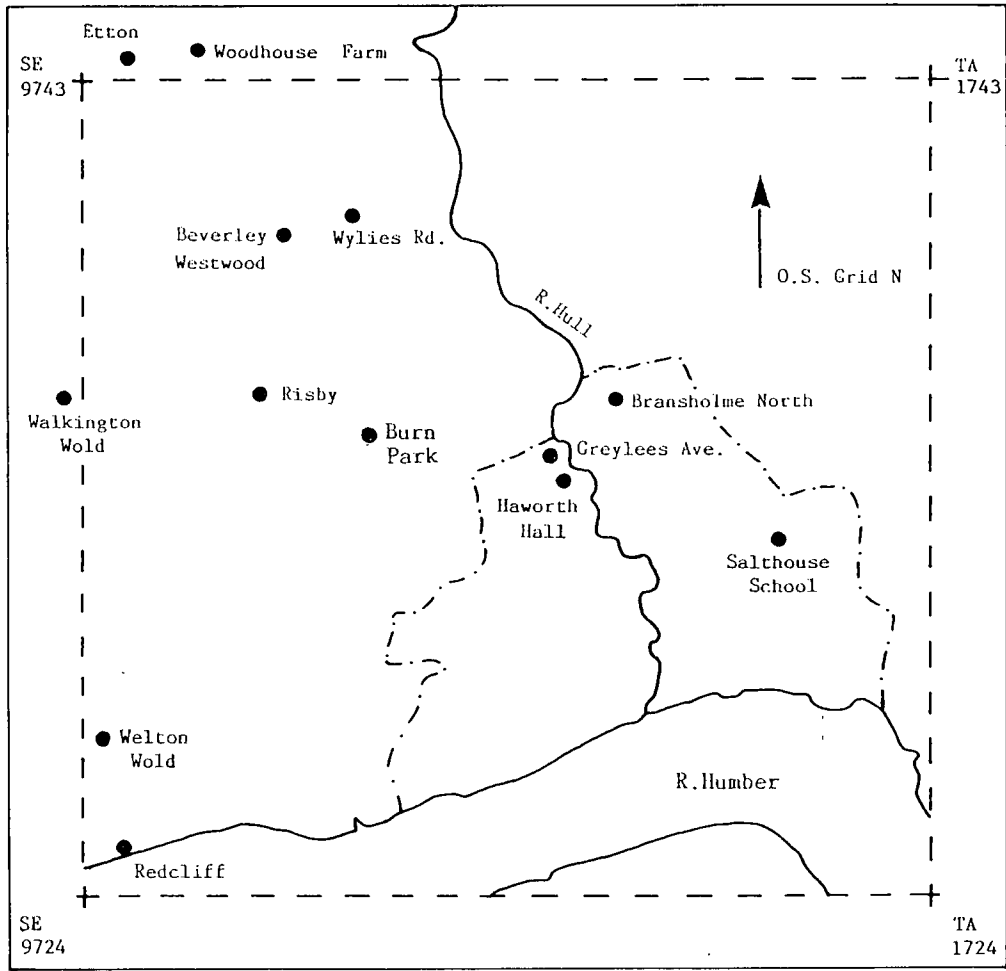 Etton
Woodhouse Farm
SE
9743
TA
1743
Beverley
Westwood
Wylies Rd.
O.S. Grid N
R.Hull
Risby
Bransholme North
Walkington
Wold
Burn
Park
Greylees Ave.
Haworth
Hall
Salthouse
School
Welton
Wold
R.Humber
Redcliff
SE
9724
TA
1724